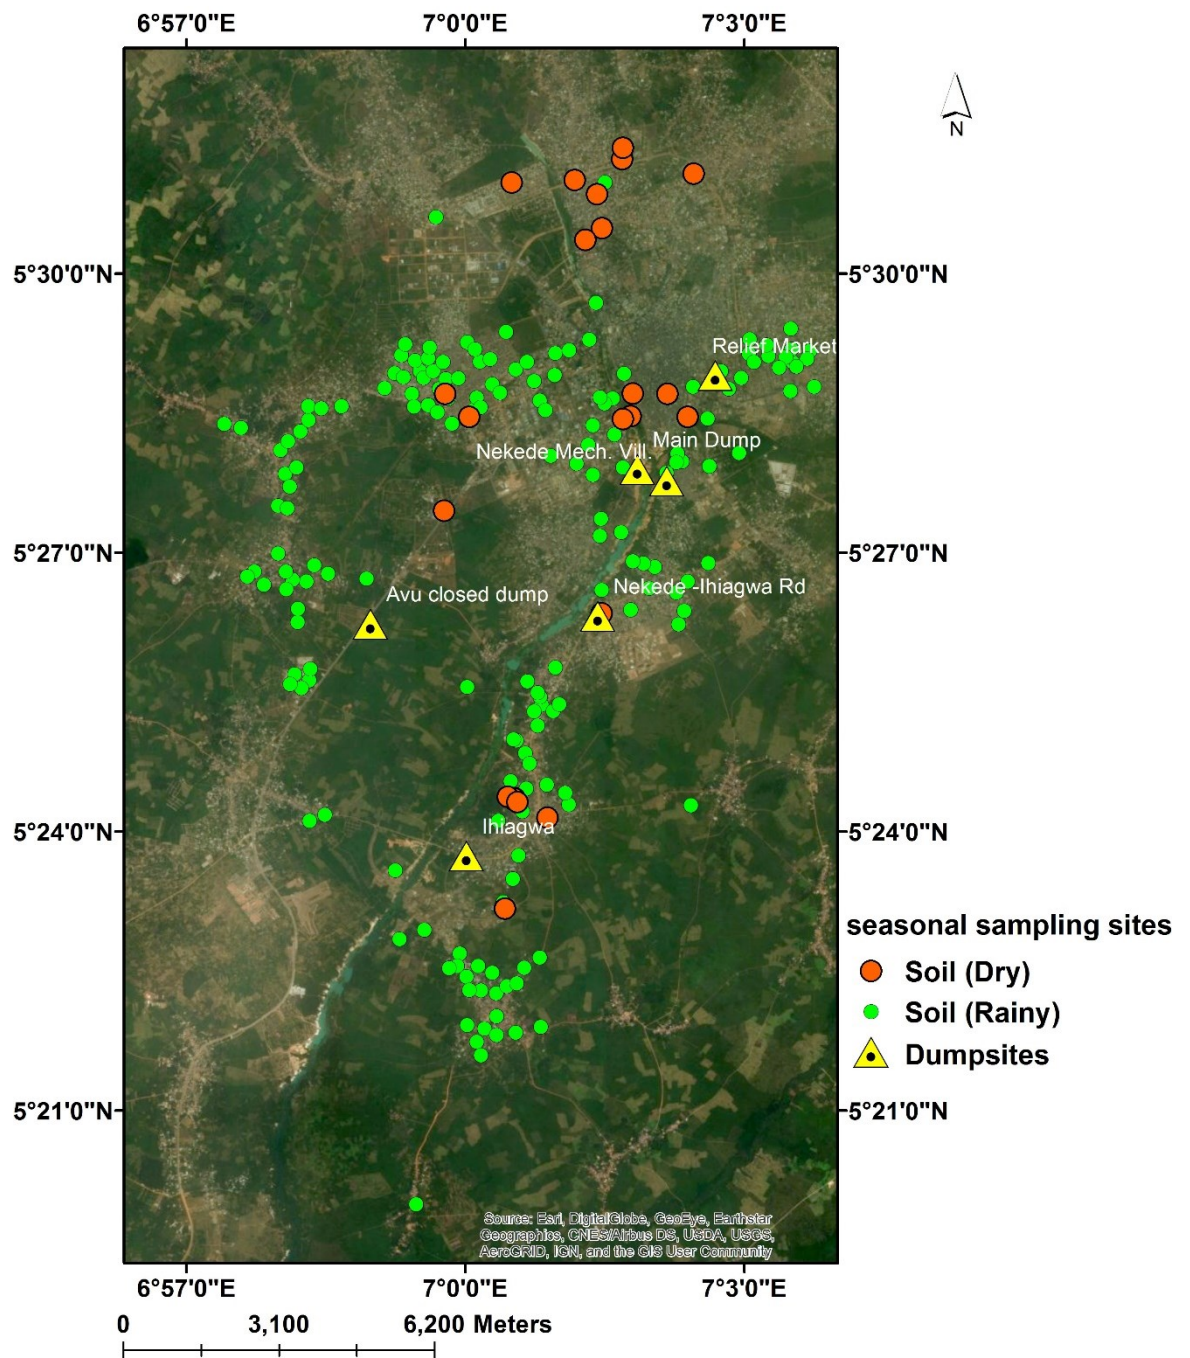 6°57'0"E 7°0'0"E 7°3'0"E
N
5°30'0"N 5°30'0"N
Relief Market
Main Dump
Nekede Mech. Vill.
5°27'0"N 5°27'0"N
Nekede -Ihiagwa Rd
Avu closed dump
5°24'0"N 5°24'0"N
Ihiagwa
seasonal sampling sites
Soil (Dry)
Soil (Rainy)
Dumpsites
5°21'0"N 5°21'0"N
Source: Esri, DigitalGlobe, GeoEye, Earthstar
Geographics, CNES/Airbus DS, USDA, USGS,
AeroGRID, IGN, and the GIS User Community
6°57'0"E 7°0'0"E 7°3'0"E
0 3,100 6,200 Meters